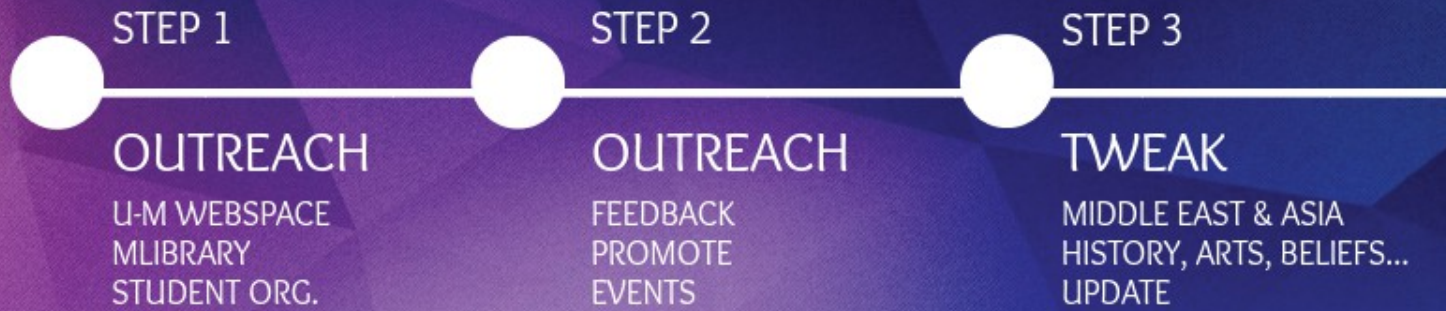 STEP 1
OUTREACH
U-M WEBSPACE
MLIBRARY
STUDENT ORG.
STEP 2
OUTREACH
FEEDBACK
PROMOTE
EVENTS
STEP 3
TWEAK
MIDDLE EAST & ASIA
HISTORY, ARTS, BELIEFS...
UPDATE